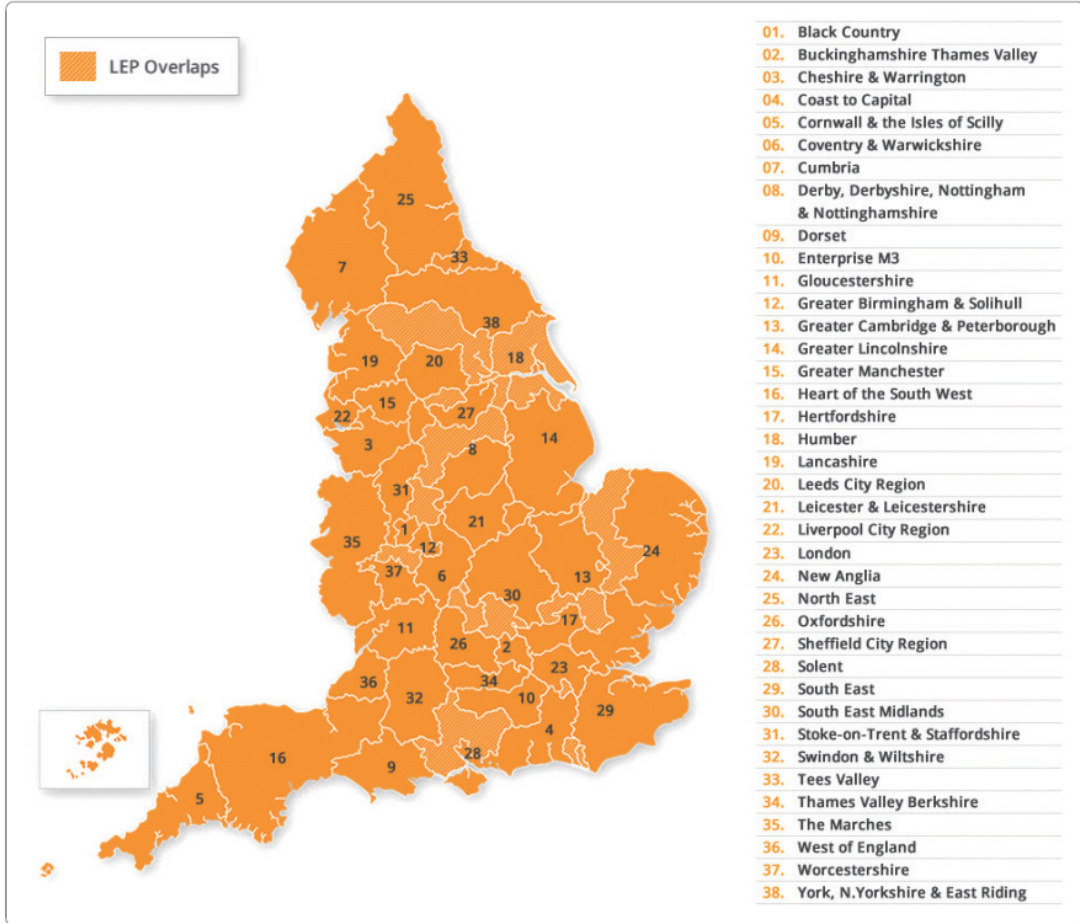 LEP Overlaps
01. Black Country
02. Buckinghamshire Thames Valley
03. Cheshire & Warrington
04. Coast to Capital
05. Cornwall & the Isles of Scilly
06. Coventry & Warwickshire
07. Cumbria
08. Derby, Derbyshire, Nottingham
& Nottinghamshire
09. Dorset
10. Enterprise M3
11. Gloucestershire
12. Greater Birmingham & Solihull
13. Greater Cambridge & Peterborough
14. Greater Lincolnshire
15. Greater Manchester
16. Heart of the South West
17. Hertfordshire
18. Humber
19. Lancashire
20. Leeds City Region
21. Leicester & Leicestershire
22. Liverpool City Region
23. London
24. New Anglia
25. North East
26. Oxfordshire
27. Sheffield City Region
28. Solent
29. South East
30. South East Midlands
31. Stoke-on-Trent & Staffordshire
32. Swindon & Wiltshire
33. Tees Valley
34. Thames Valley Berkshire
35. The Marches
36. West of England
37. Worcestershire
38. York, N.Yorkshire & East Riding
25
33
7
38
18
19
20
15
27
22
3
8
14
31
21
1
35
12
24
37
6
13
30
17
11
26
2
23
36
34
32
10
29
4
28
16
9
5